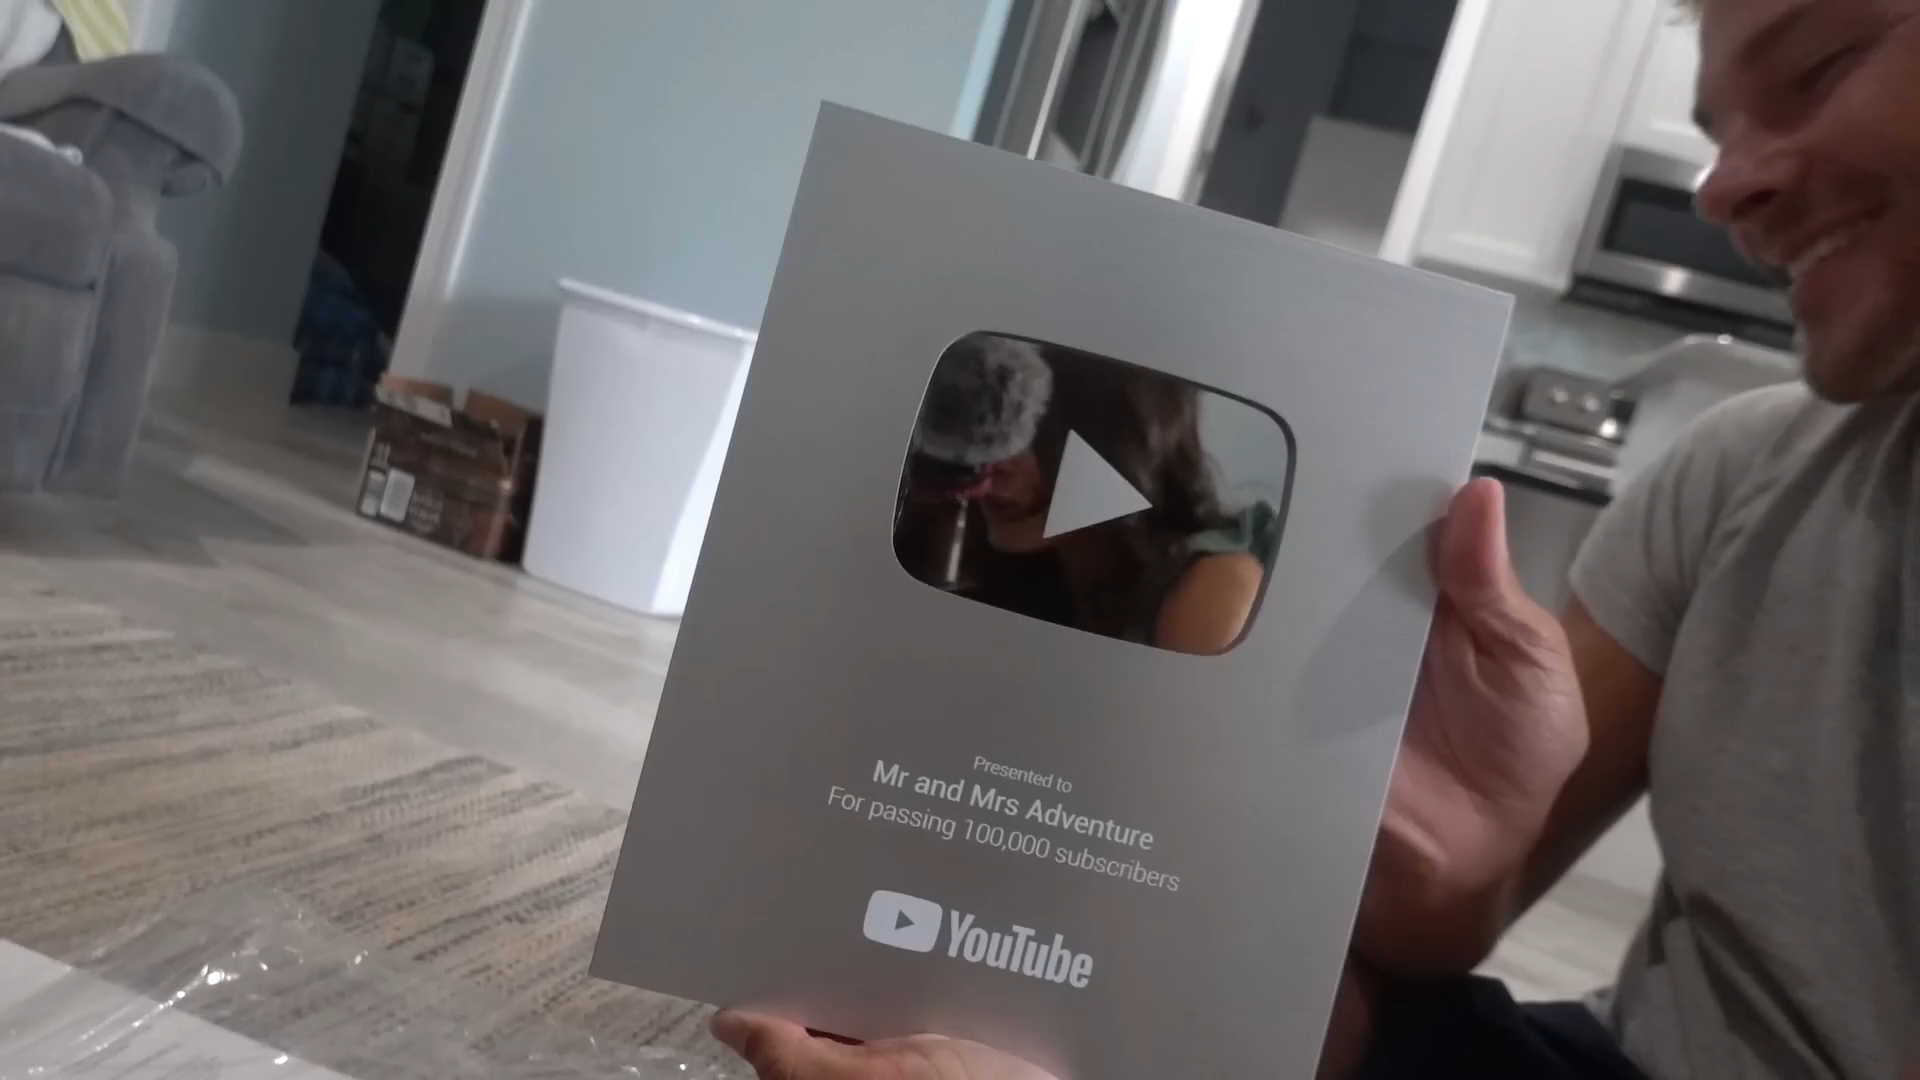 Presented to
Mr and Mrs Adventure
For passing 100,000 subscribers
YouTube